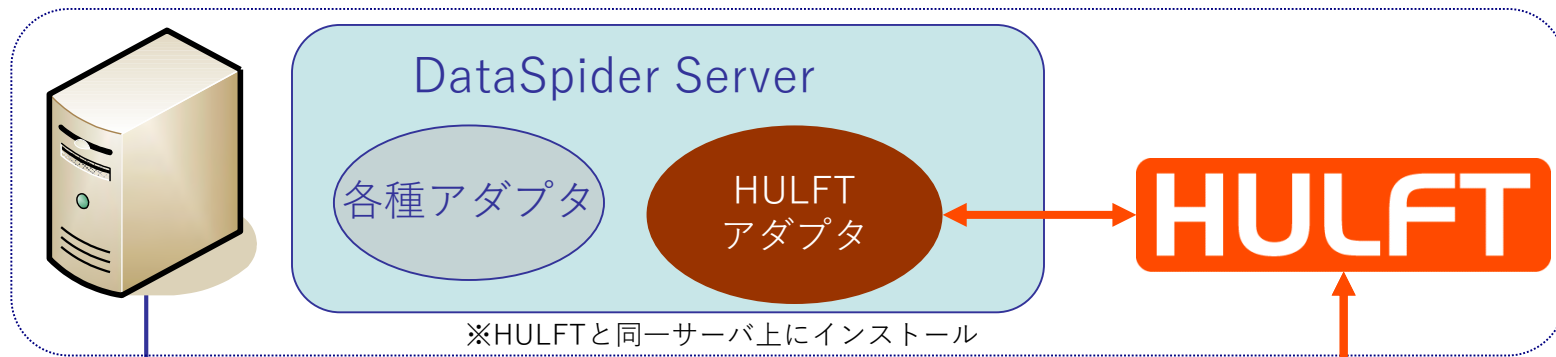 DataSpider Server
各種アダプタ
HULFT
アダプタ
HULFT
※HULFTと同一サーバ上にインストール